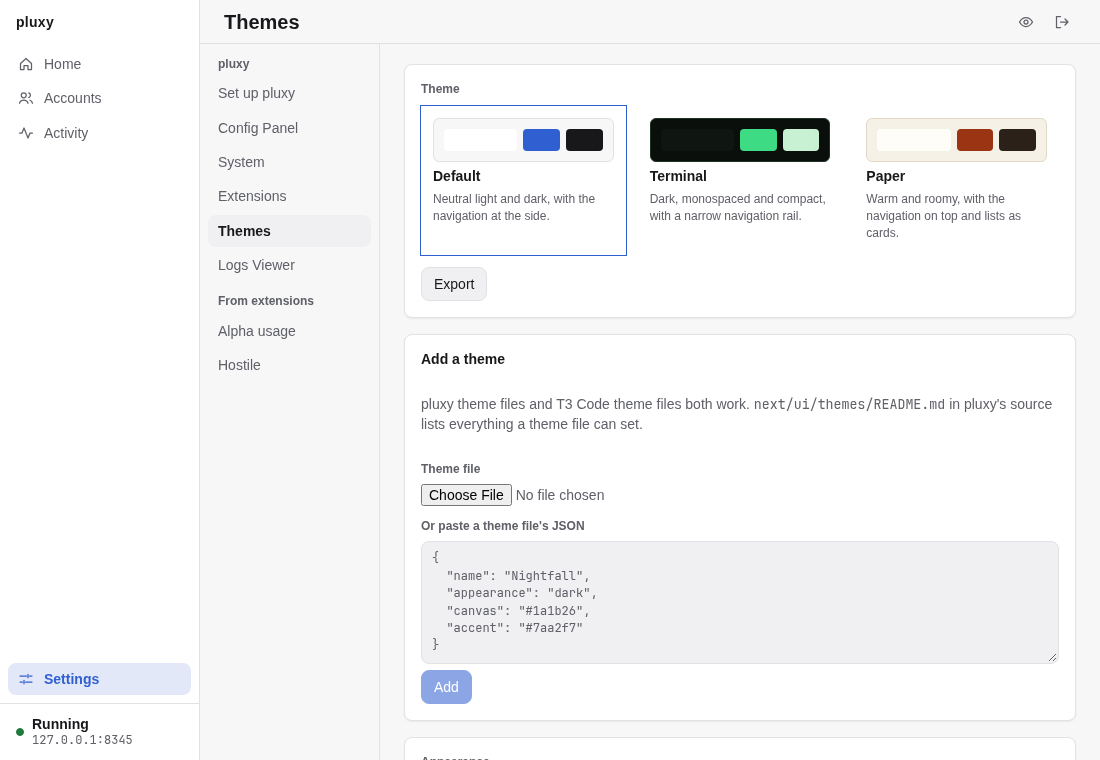 pluxy
Themes
Home
Accounts
Activity
Settings
Running
127.0.0.1:8345
pluxy
Set up pluxy
Config Panel
System
Extensions
Themes
Logs Viewer
From extensions
Alpha usage
Hostile
Theme
Default
Neutral light and dark, with the
navigation at the side.
Terminal
Dark, monospaced and compact,
with a narrow navigation rail.
Paper
Warm and roomy, with the
navigation on top and lists as
cards.
Export
Add a theme
pluxy theme files and T3 Code theme files both work. next/ui/themes/README.md in pluxy's source
lists everything a theme file can set.
Theme file
Choose File No file chosen
Or paste a theme file's JSON
{
  "name": "Nightfall",
  "appearance": "dark",
  "canvas": "#1a1b26",
  "accent": "#7aa2f7"
}
Add